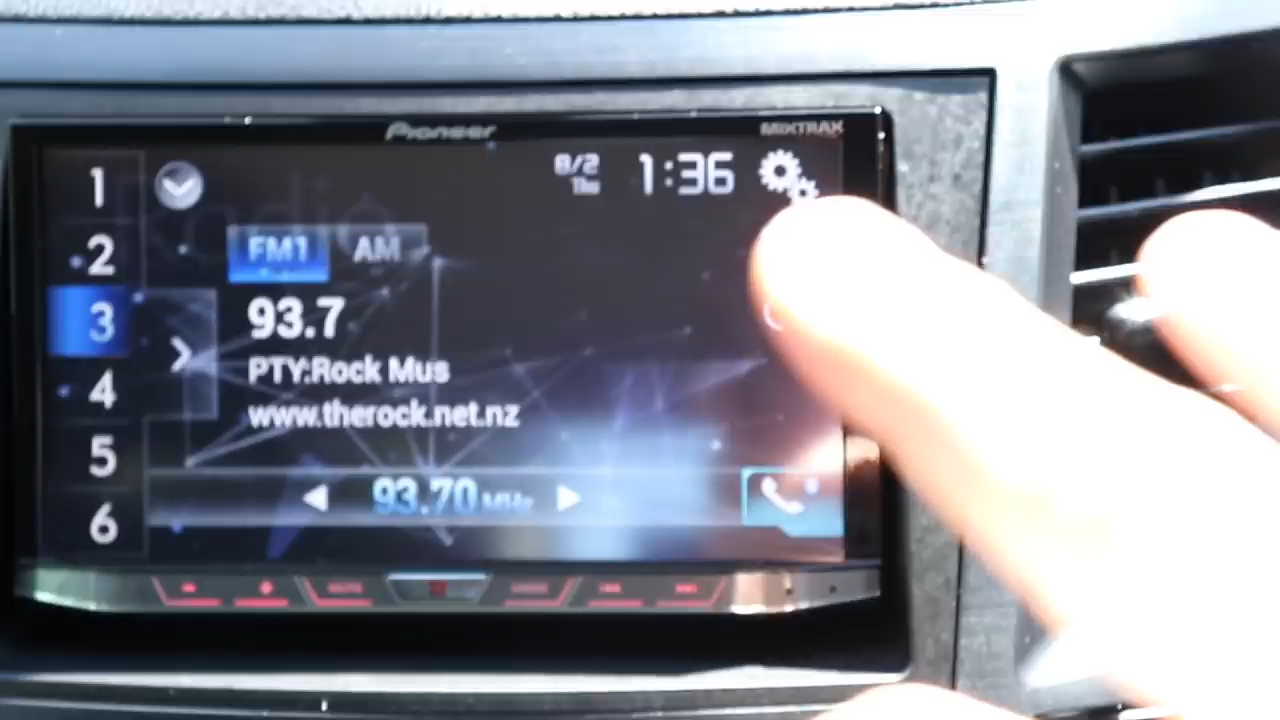 Pioneer
MIXTRAX
1
radio
8/2
Thu
1:36
2
FM1
AM
3
93.7
PTY:Rock Mus
4
www.therock.net.nz
5
93.70 MHz
6